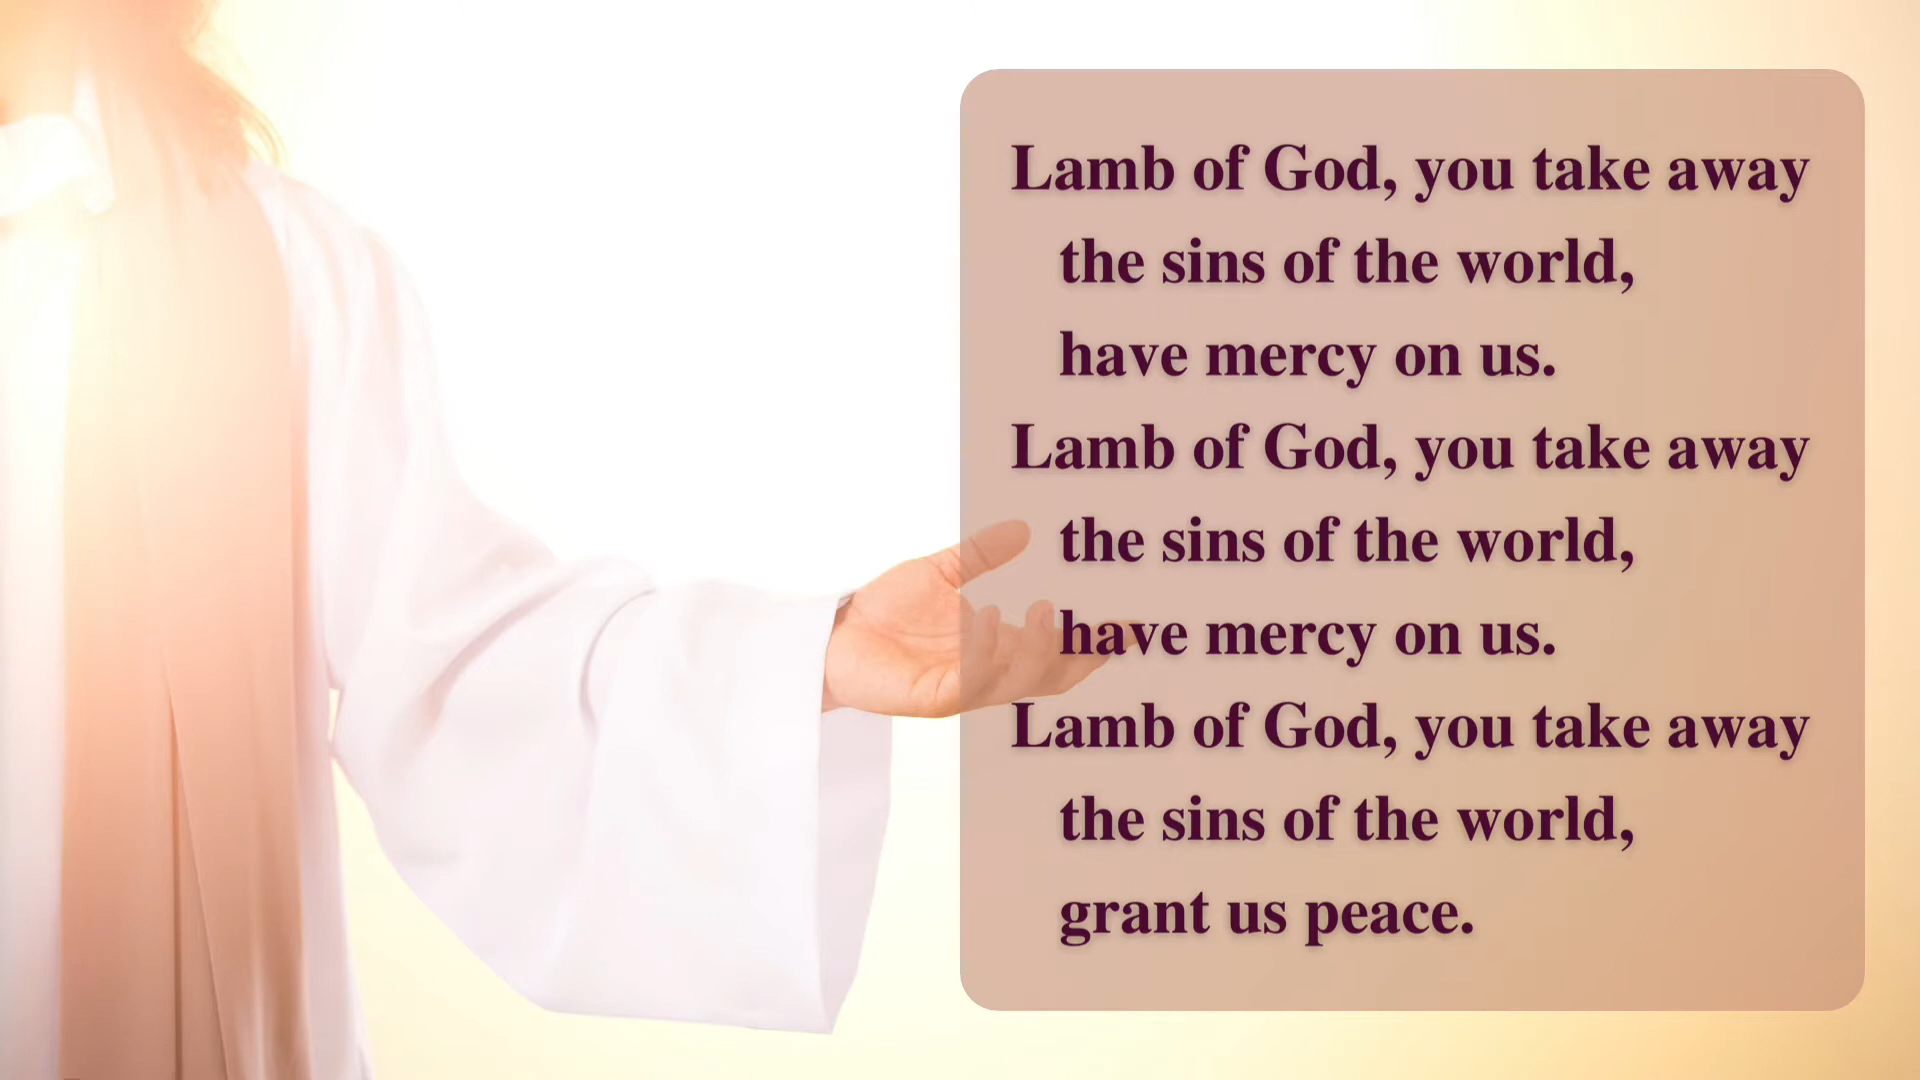 Lamb of God, you take away
the sins of the world,
have mercy on us.
Lamb of God, you take away
the sins of the world,
have mercy on us.
Lamb of God, you take away
the sins of the world,
grant us peace.